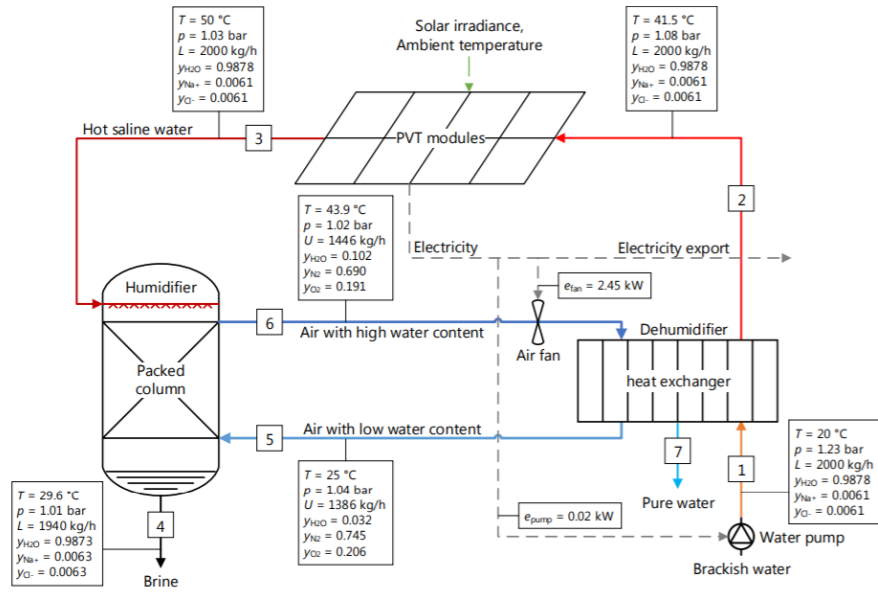 T = 50 °C
p = 1.03 bar
L = 2000 kg/h
yH2O = 0.9878
yNa+ = 0.0061
yCl- = 0.0061
Solar irradiance,
Ambient temperature
T = 41.5 °C
p = 1.08 bar
L = 2000 kg/h
yH2O = 0.9878
yNa+ = 0.0061
yCl- = 0.0061
Hot saline water
3
PVT modules
2
T = 43.9 °C
p = 1.02 bar
U = 1446 kg/h
yH2O = 0.102
yN2 = 0.690
yO2 = 0.191
Electricity
Electricity export
efan = 2.45 kW
Humidifier
6
Air with high water content
Air fan
Dehumidifier
Packed
column
heat exchanger
5
Air with low water content
7
1
Pure water
T = 20 °C
p = 1.23 bar
L = 2000 kg/h
yH2O = 0.9878
yNa+ = 0.0061
yCl- = 0.0061
T = 25 °C
p = 1.04 bar
U = 1386 kg/h
yH2O = 0.032
yN2 = 0.745
yO2 = 0.206
T = 29.6 °C
p = 1.01 bar
L = 1940 kg/h
yH2O = 0.9873
yNa+ = 0.0063
yCl- = 0.0063
4
Brine
epump = 0.02 kW
Water pump
Brackish water